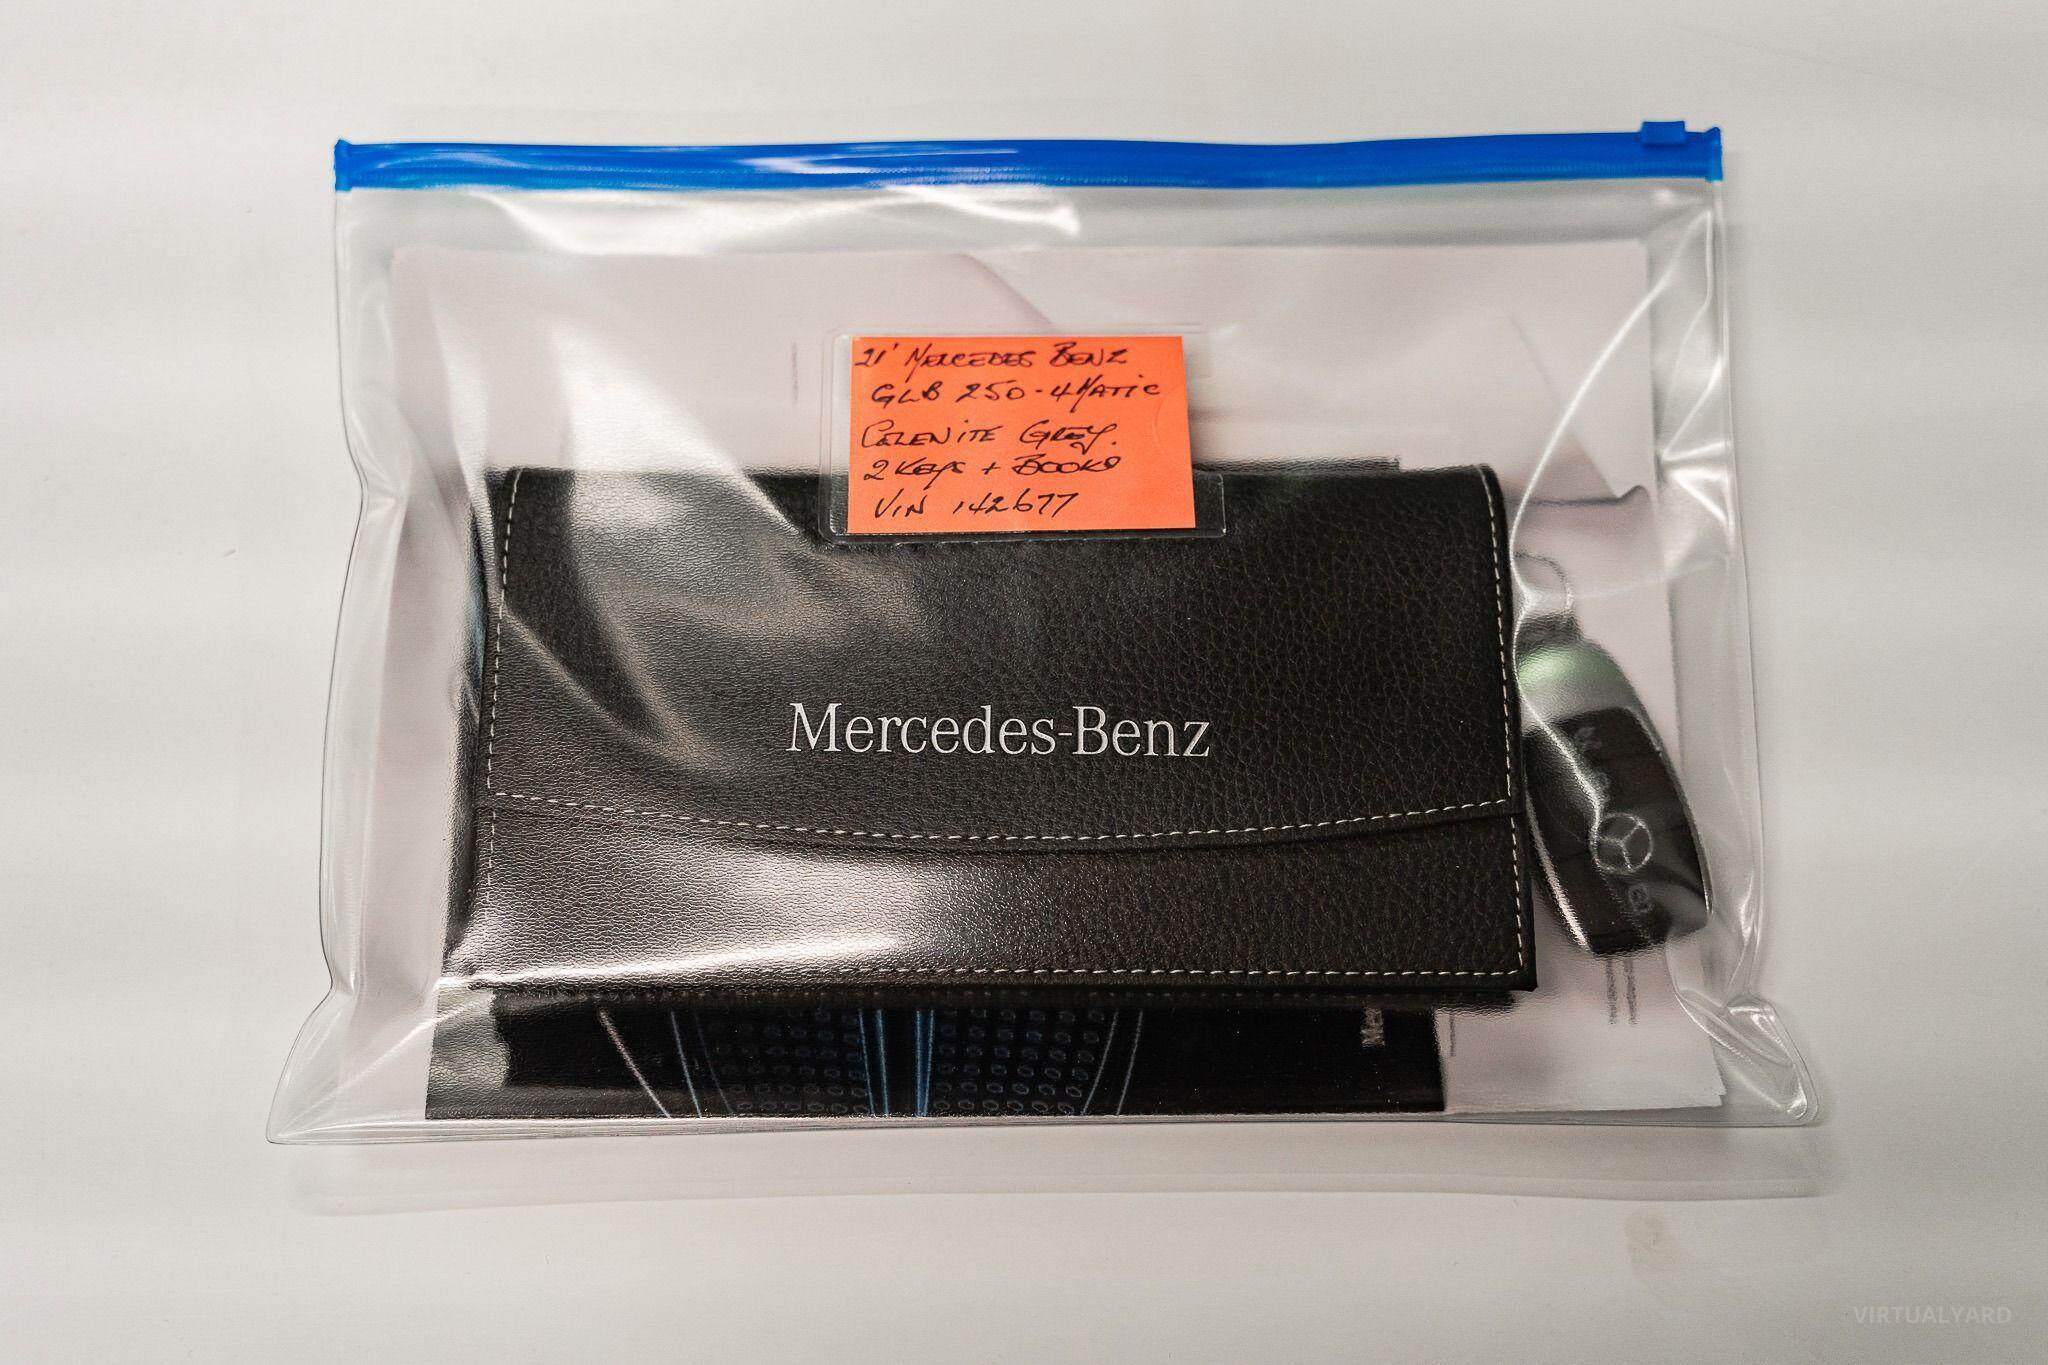 21' MERCEDES BENZ
GLB 250 - 4MATIC
CELENITE GREY.
2 Keys + BOOKS
VIN 142677
Mercedes-Benz
VIRTUALYARD